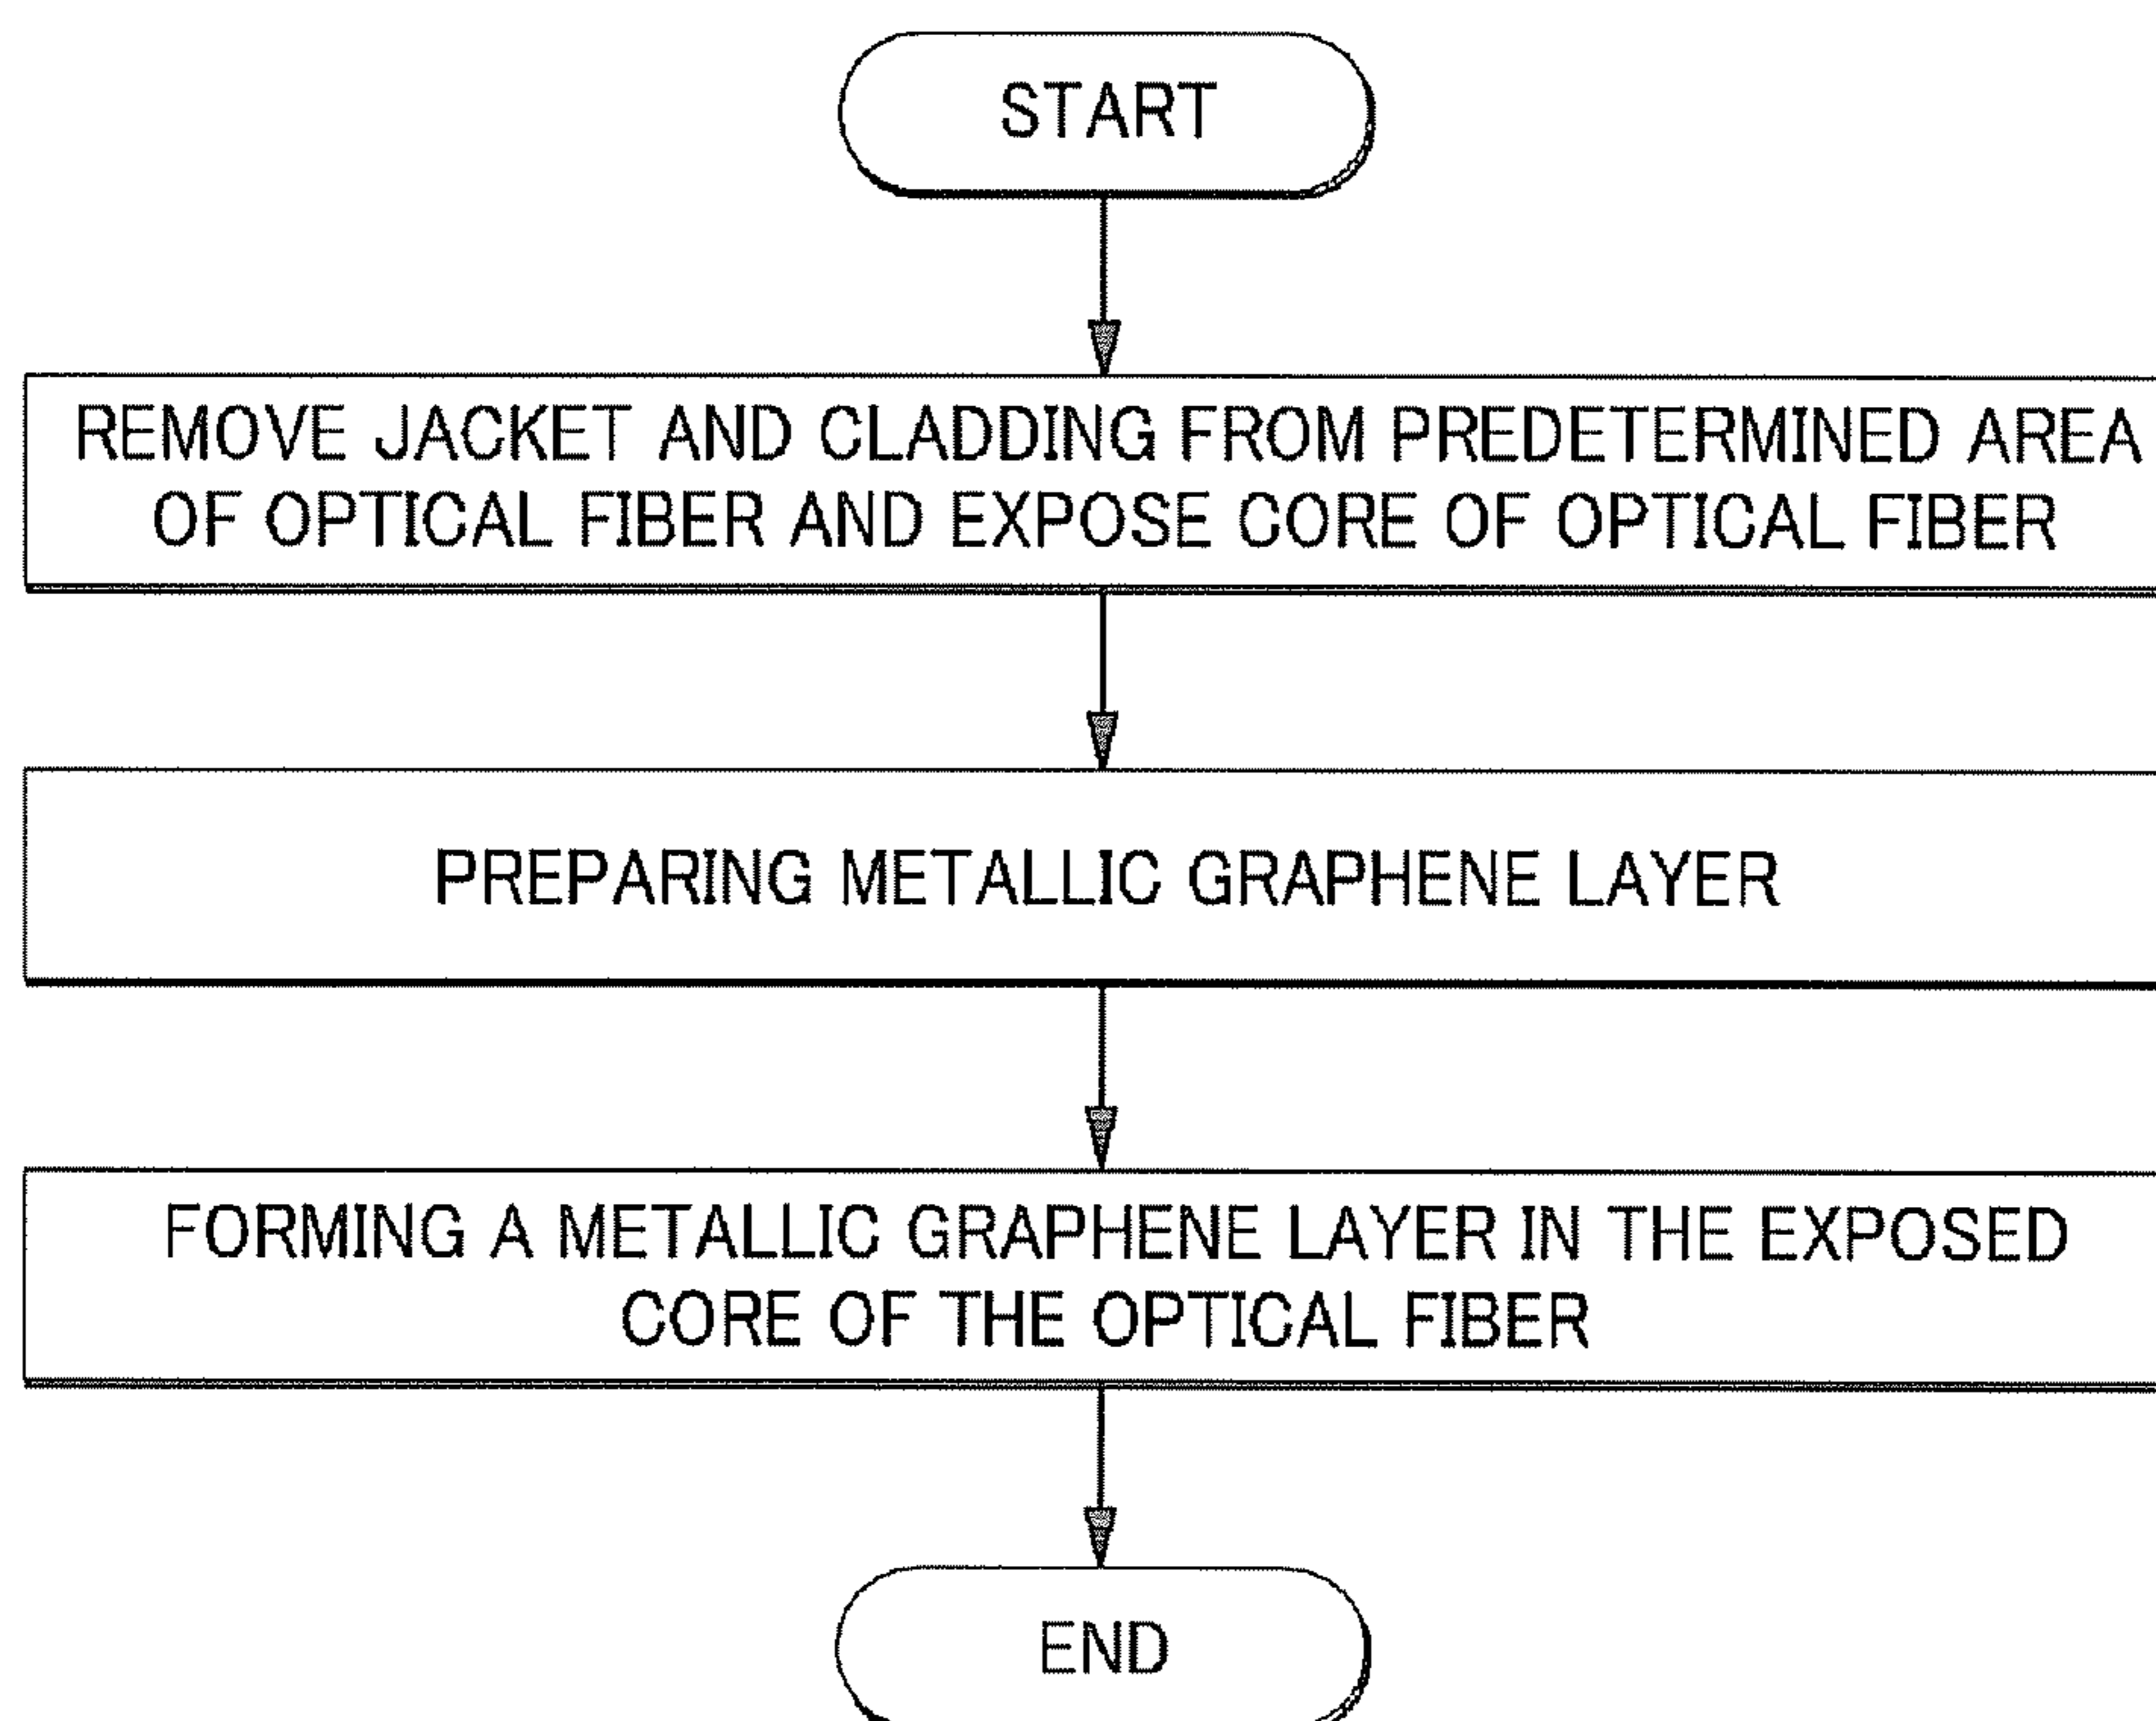 START
REMOVE JACKET AND CLADDING FROM PREDETERMINED AREA
OF OPTICAL FIBER AND EXPOSE CORE OF OPTICAL FIBER
PREPARING METALLIC GRAPHENE LAYER
FORMING A METALLIC GRAPHENE LAYER IN THE EXPOSED
CORE OF THE OPTICAL FIBER
END